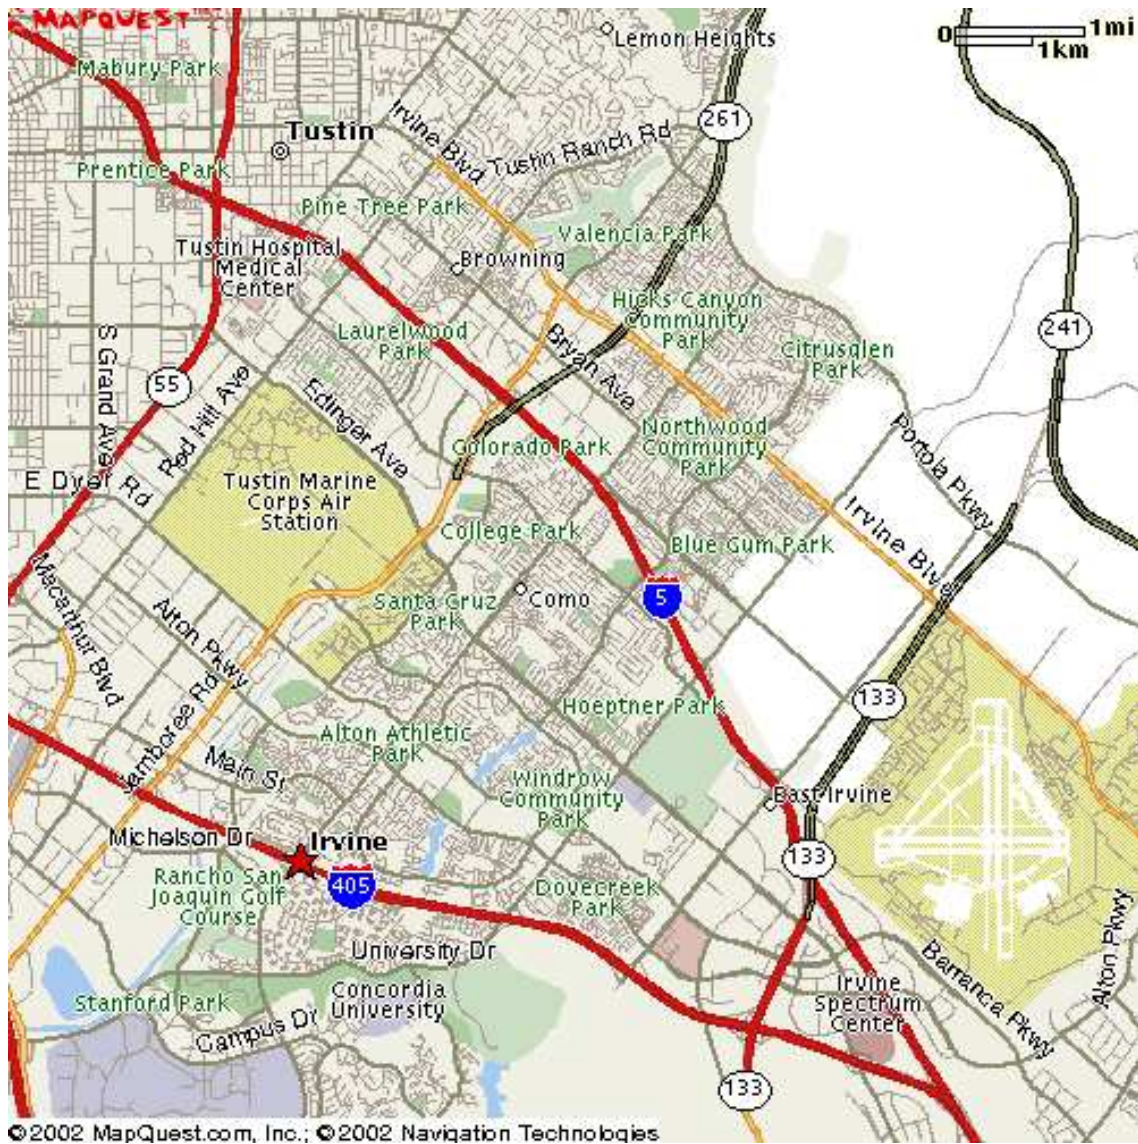 MAPQUEST
0 1mi
1km
Lemon Heights
Mabury Park
261
Irvine Blvd
Tustin
Tustin Ranch Rd
Prentice Park
Pine Tree Park
Valencia Park
Tustin Hospital
Medical
Center
Browning
Hicks Canyon
Community
Park
241
Laurelwood
Park
Bryan Ave
Citrusglen
Park
S Grand Ave
55
Red Hill Ave
Edinger Ave
Northwood
Community
Park
Portola Pkwy
Colorado Park
E Dyer Rd
Tustin Marine
Corps Air
Station
College Park
Irvine Blvd
Blue Gum Park
Macarthur Blvd
Alton Pkwy
Santa Cruz
Park
Como
5
Jamboree Rd
Hoeptner Park
133
Alton Athletic
Park
Main St
Windrow
Community
Park
East Irvine
Michelson Dr
Irvine
133
Rancho San
Joaquin Golf
Course
405
Dovecreek
Park
University Dr
Barranca Pkwy
Alton Pkwy
Stanford Park
Concordia
University
Irvine
Spectrum
Center
Campus Dr
133
©2002 MapQuest.com, Inc.; ©2002 Navigation Technologies